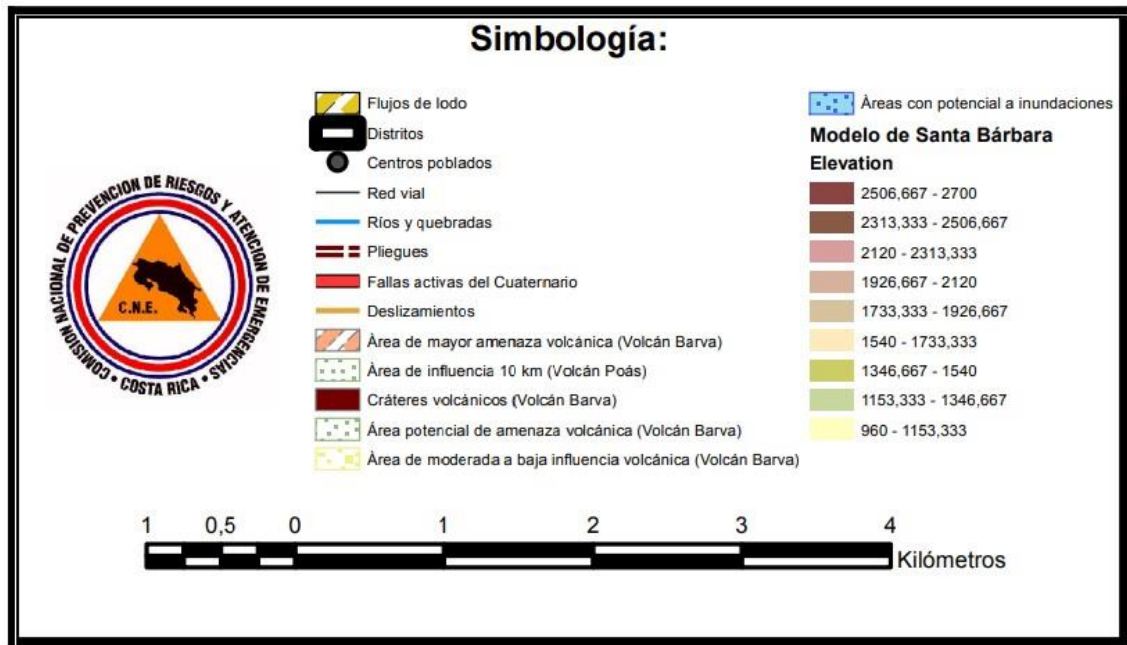 Simbología:
Flujos de lodo
Distritos
Centros poblados
Red vial
Ríos y quebradas
Pliegues
Fallas activas del Cuaternario
Deslizamientos
Àrea de mayor amenaza volcánica (Volcán Barva)
Àrea de influencia 10 km (Volcán Poás)
Cráteres volcánicos (Volcán Barva)
Área potencial de amenaza volcánica (Volcán Barva)
Àrea de moderada a baja influencia volcánica (Volcán Barva)
Àreas con potencial a inundaciones
Modelo de Santa Bárbara
Elevation
2506,667 - 2700
2313,333 - 2506,667
2120 - 2313,333
1926,667 - 2120
1733,333 - 1926,667
1540 - 1733,333
1346,667 - 1540
1153,333 - 1346,667
960 - 1153,333
COMISION NACIONAL DE PREVENCION DE RIESGOS Y ATENCION DE EMERGENCIAS
• COSTA RICA •
C.N.E.
1 0,5 0 1 2 3 4
Kilómetros